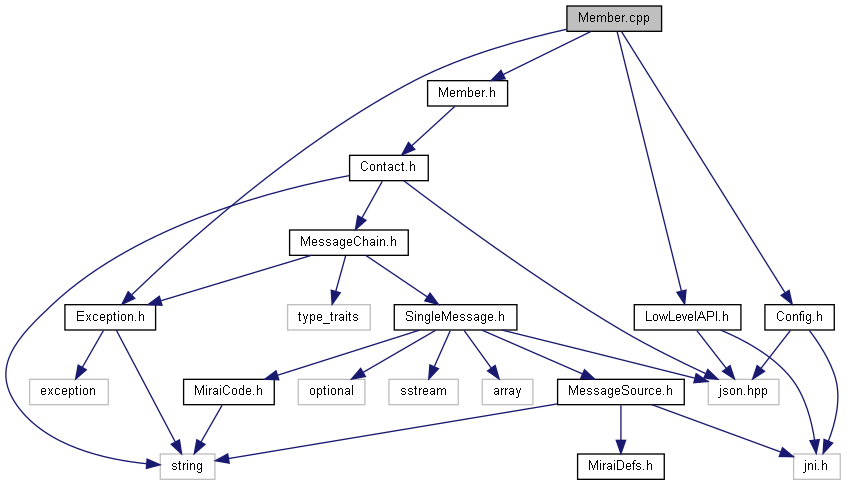 Member.cpp
Member.h
Contact.h
MessageChain.h
Exception.h
type_traits
SingleMessage.h
LowLevelAPI.h
Config.h
exception
MiraiCode.h
optional
sstream
array
MessageSource.h
json.hpp
string
MiraiDefs.h
jni.h